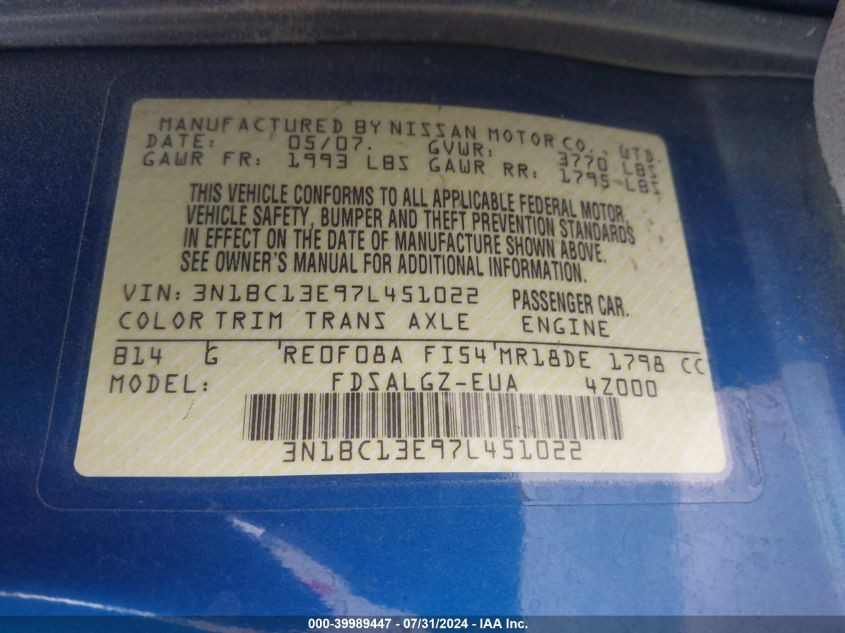 MANUFACTURED BY NISSAN MOTOR CO., LTD.
DATE: 05/07. GVWR: 3770 LBS
GAWR FR: 1993 LBS GAWR RR: 1795 LBS
THIS VEHICLE CONFORMS TO ALL APPLICABLE FEDERAL MOTOR
VEHICLE SAFETY, BUMPER AND THEFT PREVENTION STANDARDS
IN EFFECT ON THE DATE OF MANUFACTURE SHOWN ABOVE.
SEE OWNER'S MANUAL FOR ADDITIONAL INFORMATION.
VIN: 3N1BC13E97L451022 PASSENGER CAR.
COLOR TRIM TRANS AXLE ENGINE
B14 G RE0F08A FI54 MR18DE 1798 CC
MODEL: FDSALGZ-EUA 4Z000
3N1BC13E97L451022
000-39989447 - 07/31/2024 - IAA Inc.